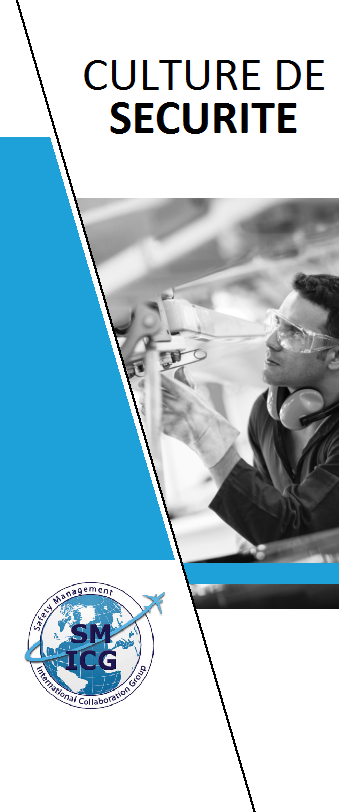 CULTURE DE
SECURITE
Safety Management
SM
ICG
International Collaboration Group